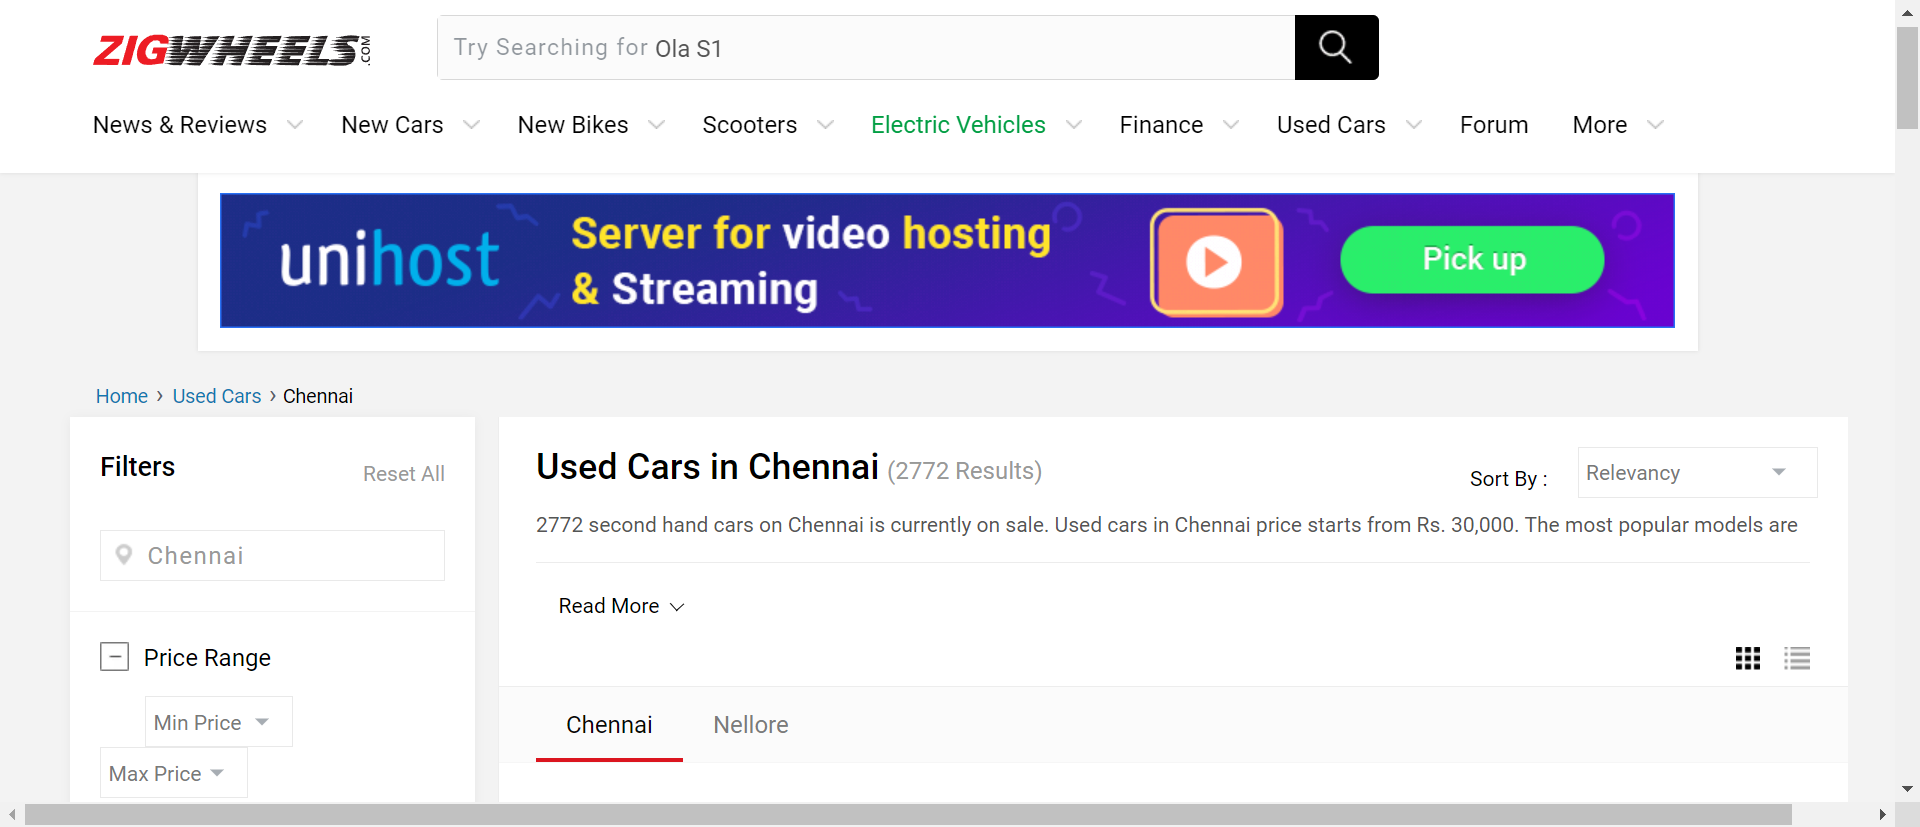 ZIGWHEELS.COM
Try Searching for Ola S1
News & Reviews New Cars New Bikes Scooters Electric Vehicles Finance Used Cars Forum More
unihost
Server for video hosting
& Streaming
Pick up
Home › Used Cars › Chennai
Filters
Reset All
Chennai
Price Range
Min Price
Max Price
Used Cars in Chennai (2772 Results)
Sort By :
Relevancy
2772 second hand cars on Chennai is currently on sale. Used cars in Chennai price starts from Rs. 30,000. The most popular models are
Read More
Chennai Nellore